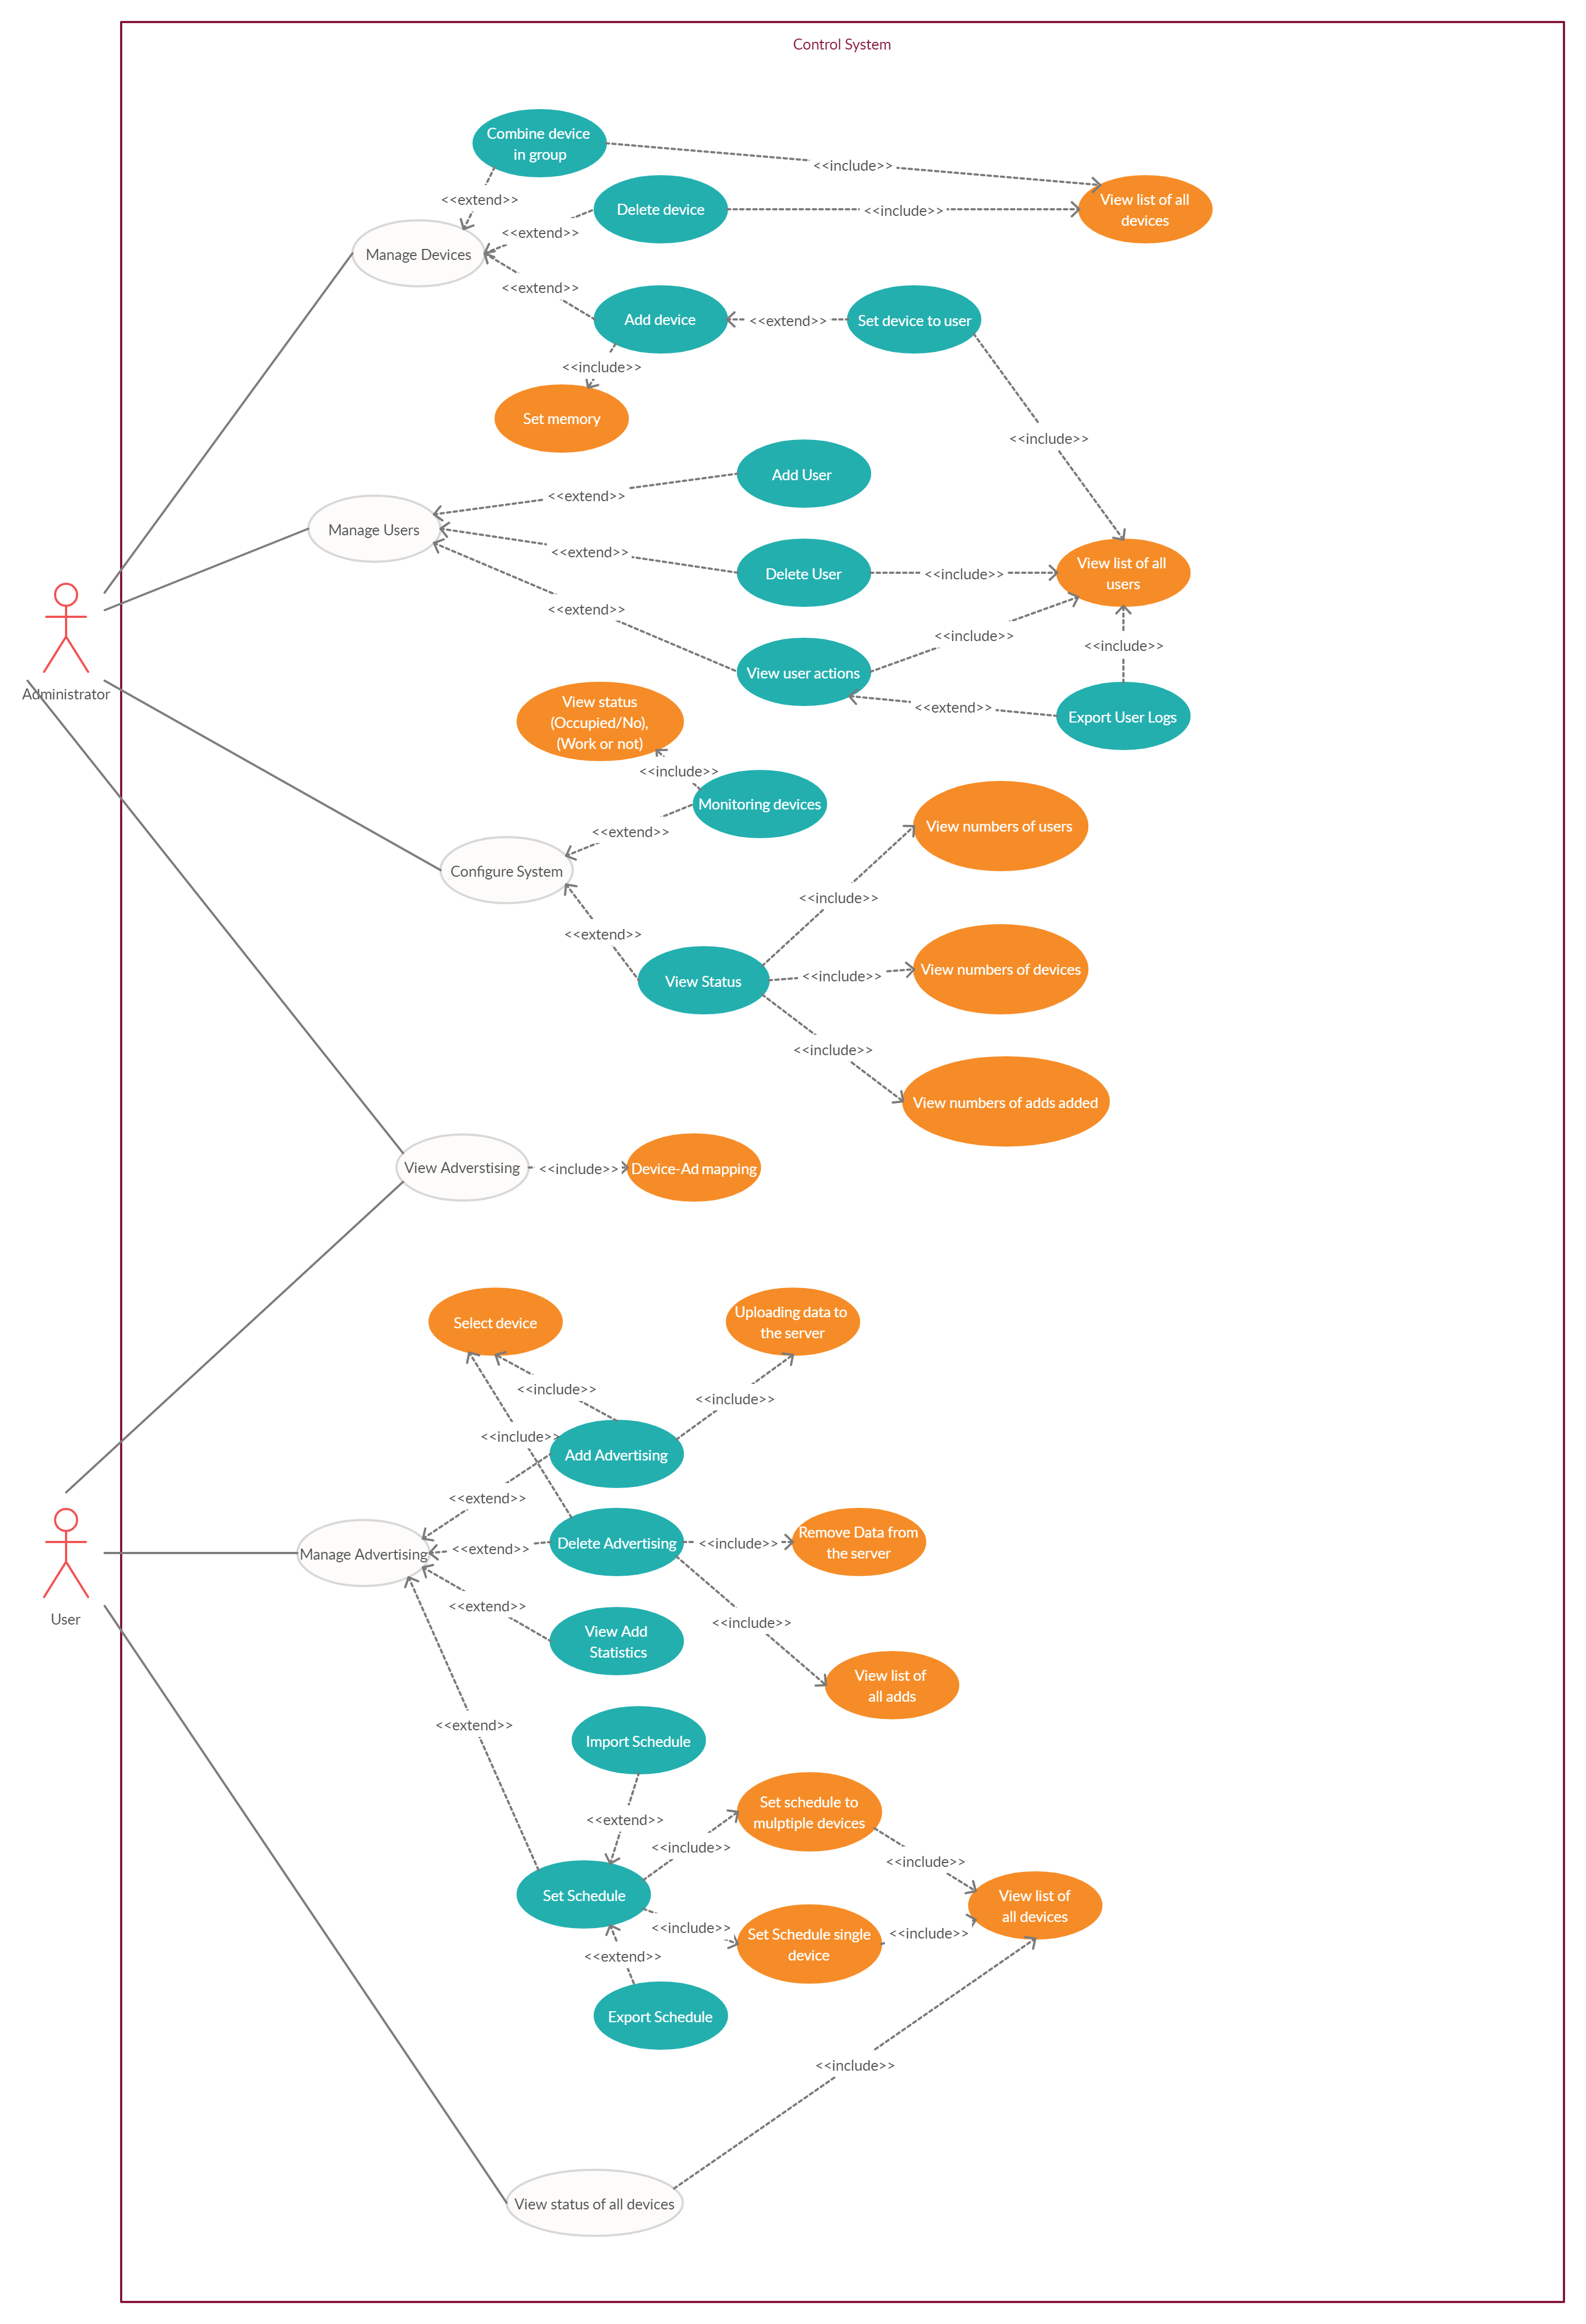 Control System
Combine device
in group
<<include>>
<<extend>>
View list of all
devices
Delete device
<<include>>
<<extend>>
Manage Devices
<<extend>>
Add device
<<extend>>
Set device to user
<<include>>
Set memory
<<include>>
Add User
<<extend>>
Manage Users
<<extend>>
Delete User
<<include>>
View list of all
users
<<extend>>
<<include>>
<<include>>
View user actions
<<extend>>
Export User Logs
Administrator
View status
(Occupied/No),
(Work or not)
<<include>>
Monitoring devices
<<extend>>
View numbers of users
Configure System
<<include>>
<<extend>>
View Status
<<include>>
View numbers of devices
<<include>>
View numbers of adds added
View Adverstising
<<include>>
Device-Ad mapping
Select device
Uploading data to
the server
<<include>>
<<include>>
<<include>>
Add Advertising
<<extend>>
Manage Advertising
<<extend>>
Delete Advertising
<<include>>
Remove Data from
the server
User
<<extend>>
<<include>>
View Add
Statistics
View list of
all adds
<<extend>>
Import Schedule
<<extend>>
Set schedule to
mulptiple devices
<<include>>
<<include>>
Set Schedule
View list of
all devices
<<include>>
Set Schedule single
device
<<include>>
<<extend>>
Export Schedule
<<include>>
View status of all devices